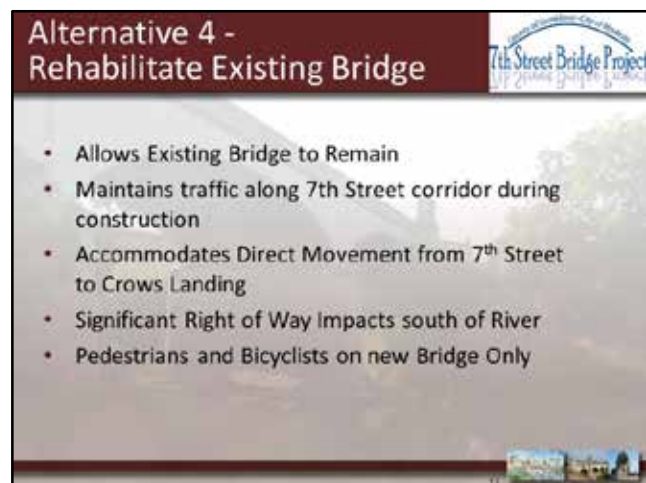 Alternative 4 -
Rehabilitate Existing Bridge
7th Street Bridge Project
• Allows Existing Bridge to Remain
• Maintains traffic along 7th Street corridor during
construction
• Accommodates Direct Movement from 7th Street
to Crows Landing
• Significant Right of Way Impacts south of River
• Pedestrians and Bicyclists on new Bridge Only